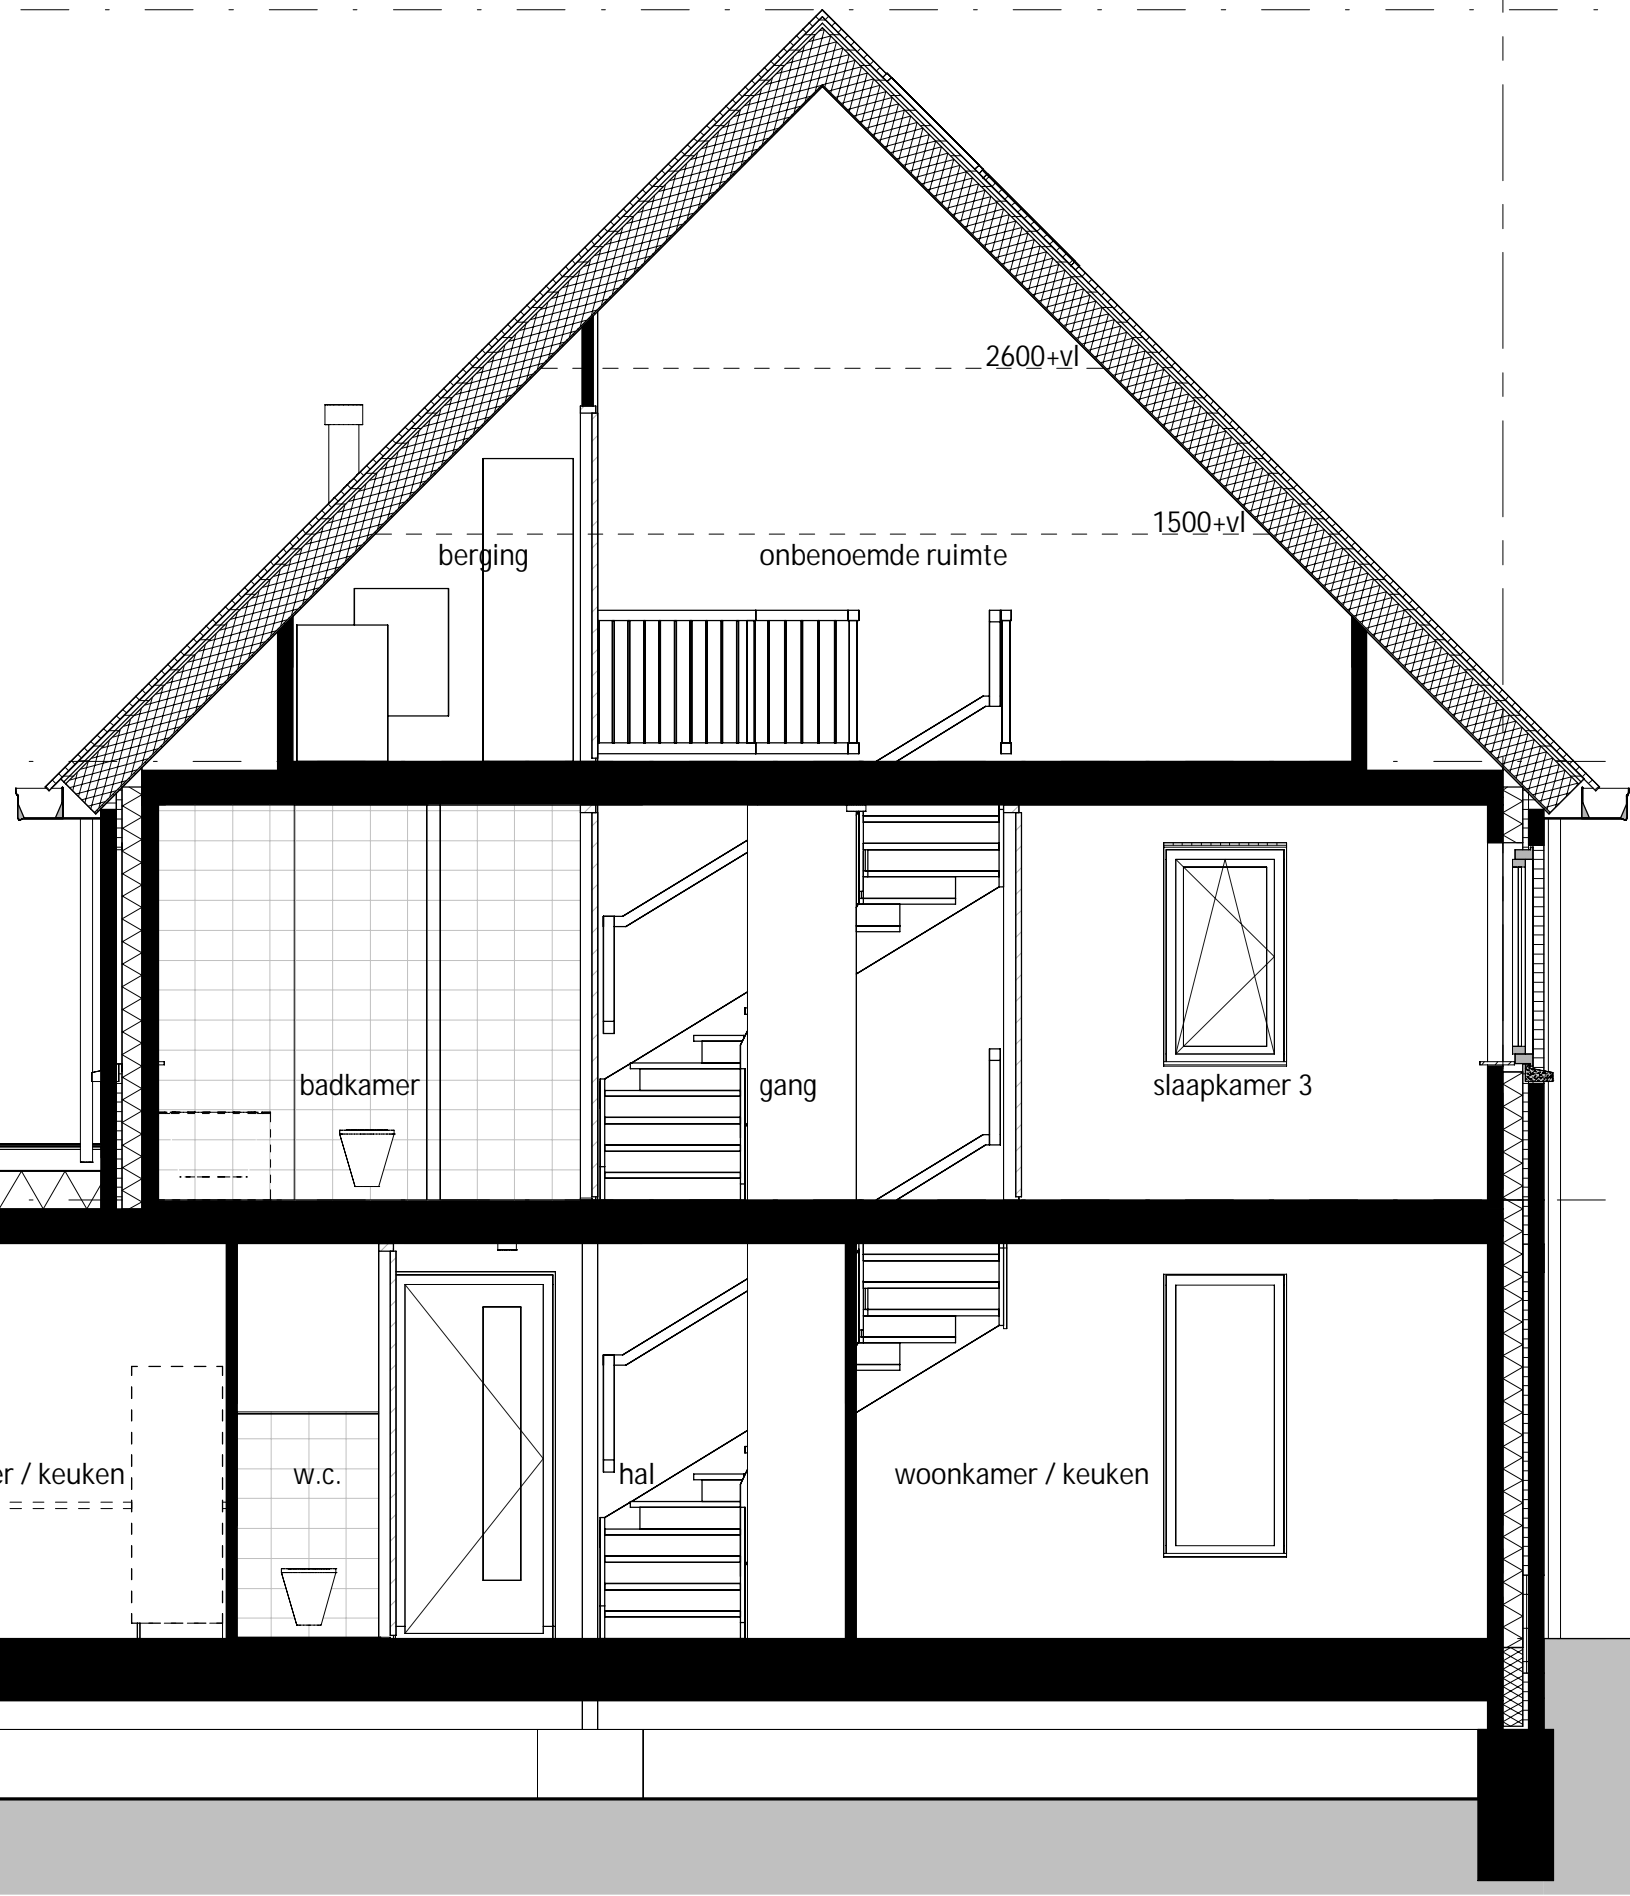 2600+vl
1500+vl
berging
onbenoemde ruimte
badkamer
gang
slaapkamer 3
er / keuken
w.c.
hal
woonkamer / keuken